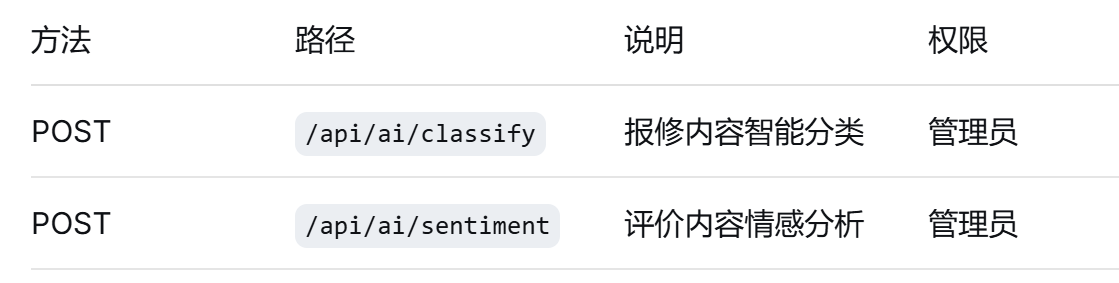 方法 路径 说明 权限
POST /api/ai/classify 报修内容智能分类 管理员
POST /api/ai/sentiment 评价内容情感分析 管理员